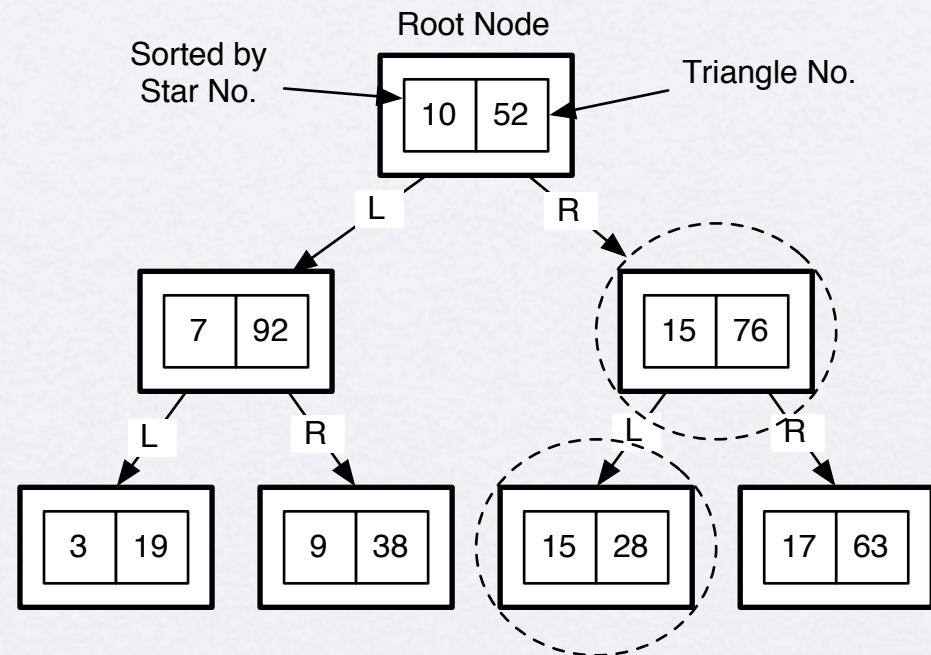 Root Node
Sorted by
Star No.
Triangle No.
10 52
L R
7 92
15 76
L R L R
3 19
9 38
15 28
17 63